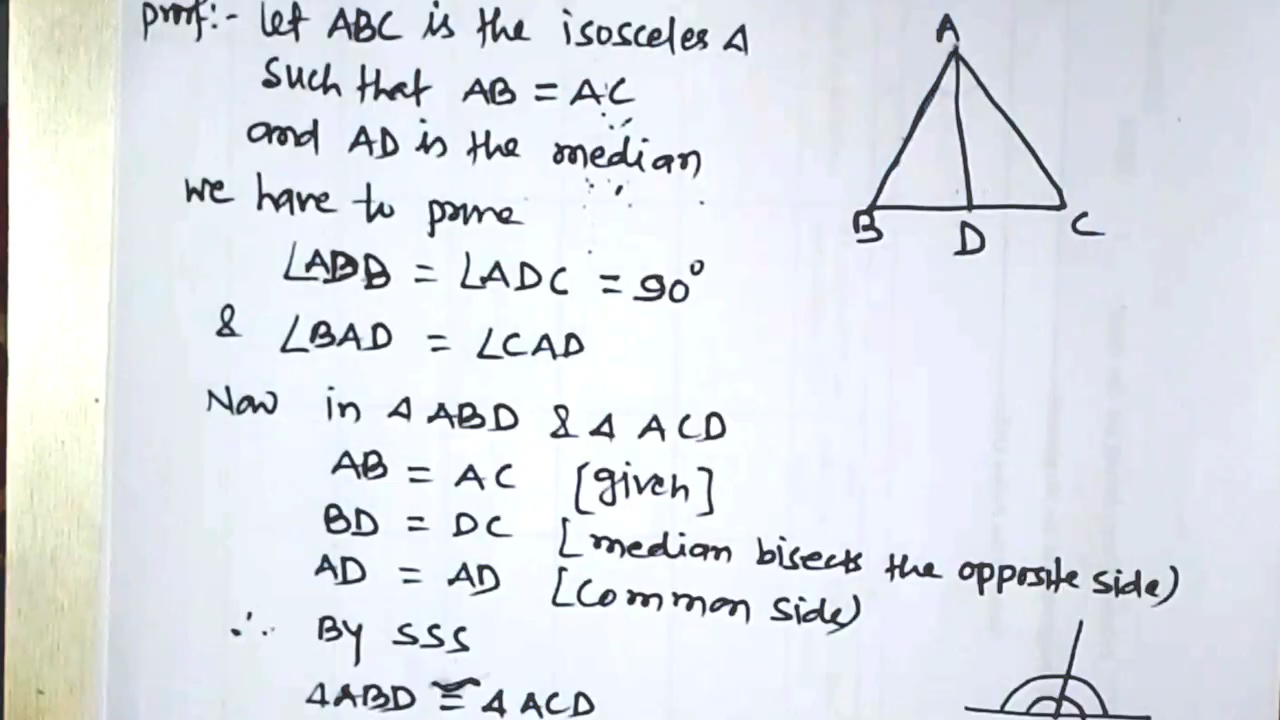 Proof:- Let ABC is the isosceles Δ
Such that AB = AC
and AD is the median
we have to prove
∠ADB = ∠ADC = 90°
& ∠BAD = ∠CAD
Now in Δ ABD & Δ ACD
AB = AC [given]
BD = DC [median bisects the opposite side)
AD = AD [Common side)
∴ By SSS
ΔABD ≅ Δ ACD
A
B
D
C